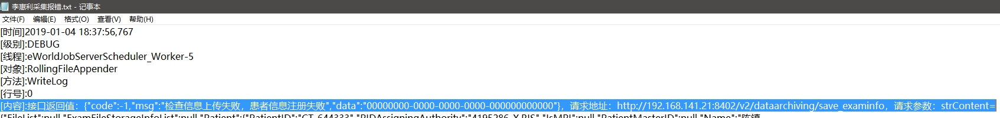 李惠利采集报错.txt - 记事本
文件(F) 编辑(E) 格式(O) 查看(V) 帮助(H)
[时间]2019-01-04 18:37:56,767
[级别]:DEBUG
[线程]:eWorldJobServerScheduler_Worker-5
[对象]:RollingFileAppender
[方法]:WriteLog
[行号]:0
[内容]:接口返回值：{"code":-1,"msg":"检查信息上传失败，患者信息注册失败","data":"00000000-0000-0000-0000-000000000000"}，请求地址：http://192.168.141.21:8402/v2/dataarchiving/save_examinfo，请求参数：strContent=
{"FileList":null,"ExamFileStorageInfoList":null,"Patient":{"PatientID":"CT-644333","PIDAssigningAuthority":"4195286-X.RIS","IsMPI":null,"PatientMasterID":null,"Name":"陈镇